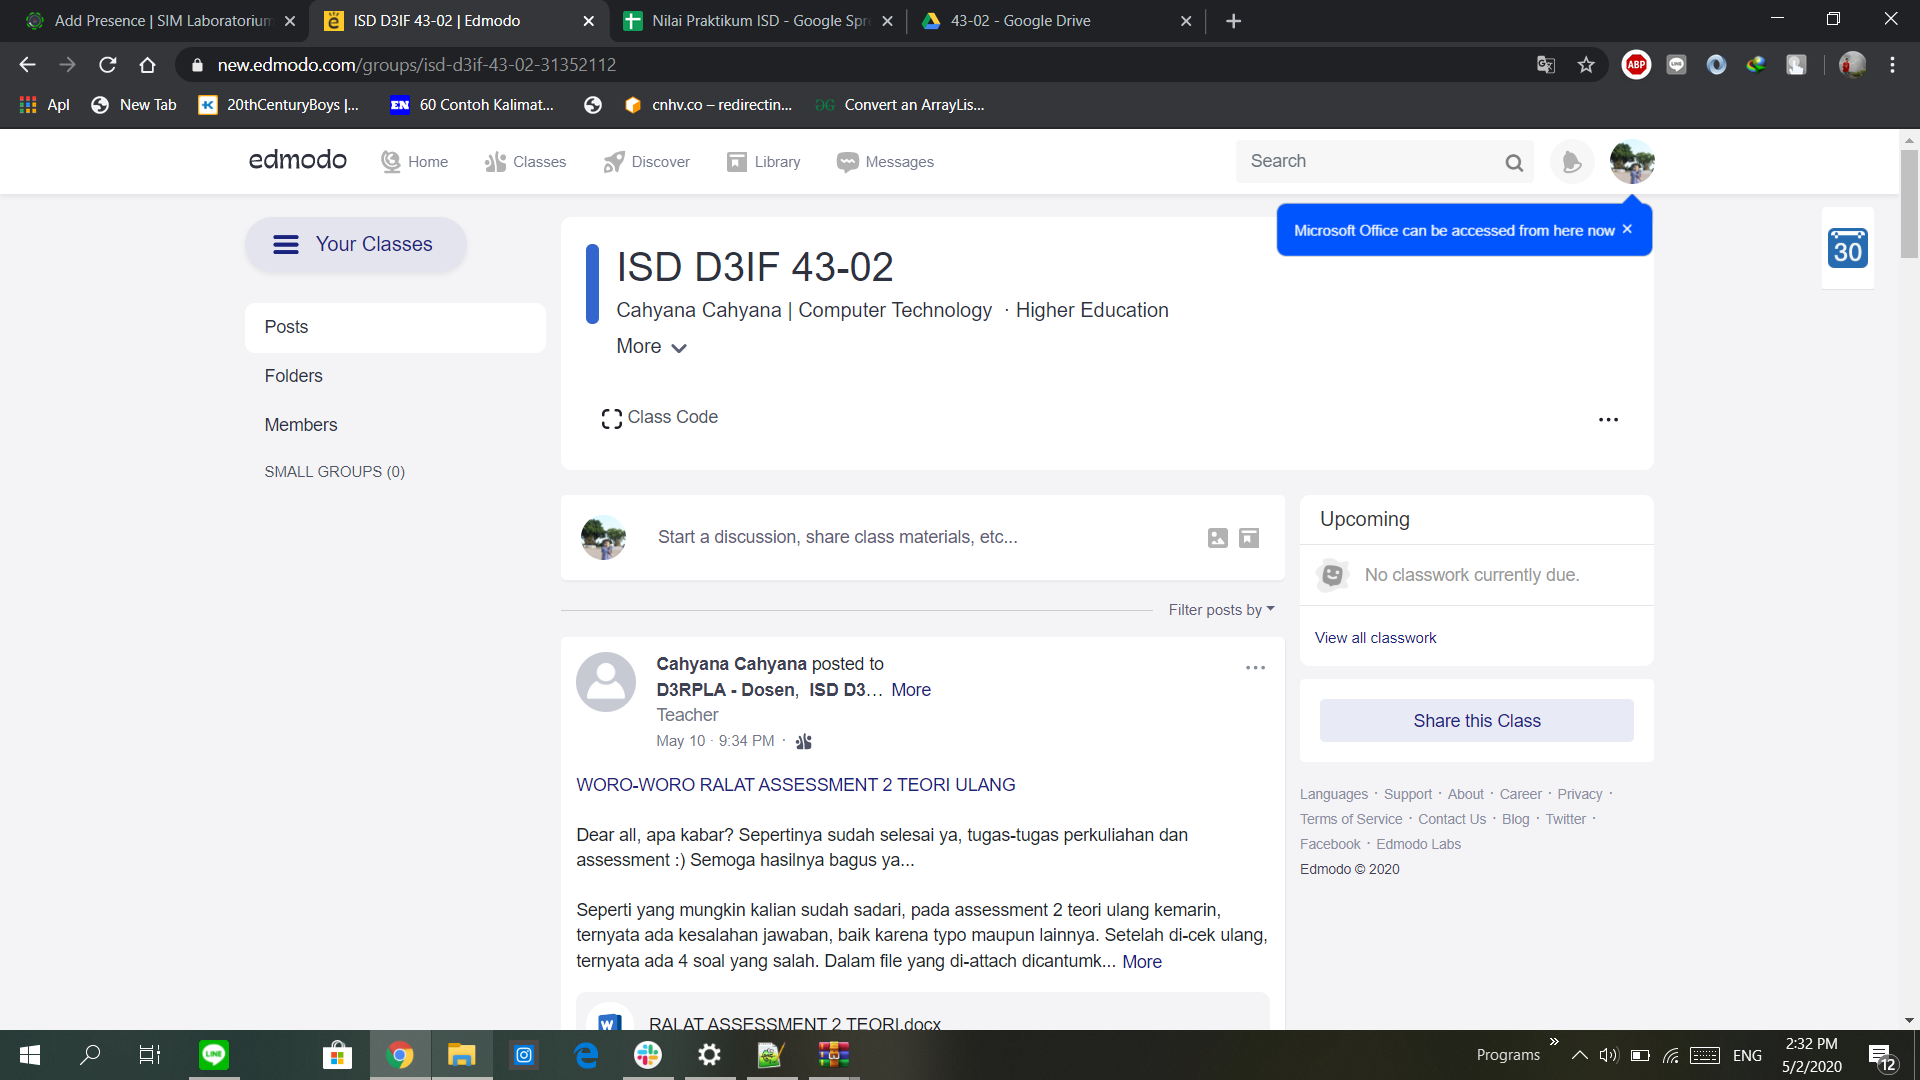 Add Presence | SIM Laboratorium
ISD D3IF 43-02 | Edmodo
Nilai Praktikum ISD - Google Spre
43-02 - Google Drive
new.edmodo.com/groups/isd-d3if-43-02-31352112
ABP
Apl
New Tab
20thCenturyBoys |...
EN
60 Contoh Kalimat...
cnhv.co – redirectin...
Convert an ArrayLis...
edmodo
Home
Classes
Discover
Library
Messages
Search
Microsoft Office can be accessed from here now
30
Your Classes
Posts
Folders
Members
SMALL GROUPS (0)
ISD D3IF 43-02
Cahyana Cahyana | Computer Technology · Higher Education
More
Class Code
Start a discussion, share class materials, etc...
Filter posts by
Upcoming
No classwork currently due.
View all classwork
Share this Class
Languages · Support · About · Career · Privacy ·
Terms of Service · Contact Us · Blog · Twitter ·
Facebook · Edmodo Labs
Edmodo © 2020
Cahyana Cahyana posted to
D3RPLA - Dosen, ISD D3... More
Teacher
May 10 · 9:34 PM ·
WORO-WORO RALAT ASSESSMENT 2 TEORI ULANG
Dear all, apa kabar? Sepertinya sudah selesai ya, tugas-tugas perkuliahan dan
assessment :) Semoga hasilnya bagus ya...
Seperti yang mungkin kalian sudah sadari, pada assessment 2 teori ulang kemarin,
ternyata ada kesalahan jawaban, baik karena typo maupun lainnya. Setelah di-cek ulang,
ternyata ada 4 soal yang salah. Dalam file yang di-attach dicantumk... More
RALAT ASSESSMENT 2 TEORI.docx
LINE
Programs
ENG
2:32 PM
5/2/2020
12